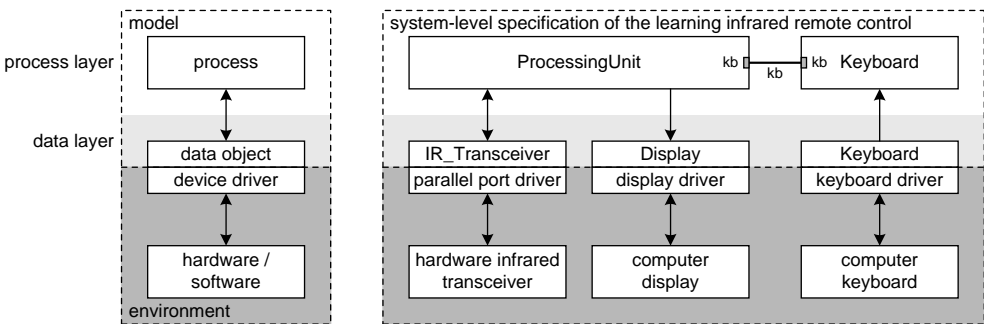 model
system-level specification of the learning infrared remote control
process layer
process
ProcessingUnit
kb
kb
kb
Keyboard
data layer
data object
IR_Transceiver
Display
Keyboard
device driver
parallel port driver
display driver
keyboard driver
hardware /
software
hardware infrared
transceiver
computer
display
computer
keyboard
environment